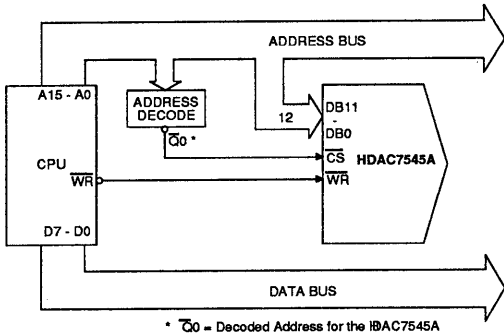 ADDRESS BUS
A15 - A0
ADDRESS
DECODE
Q0 *
12
DB11
-
DB0
CS
HDAC7545A
WR
CPU
WR
D7 - D0
DATA BUS
* Q0 = Decoded Address for the HDAC7545A